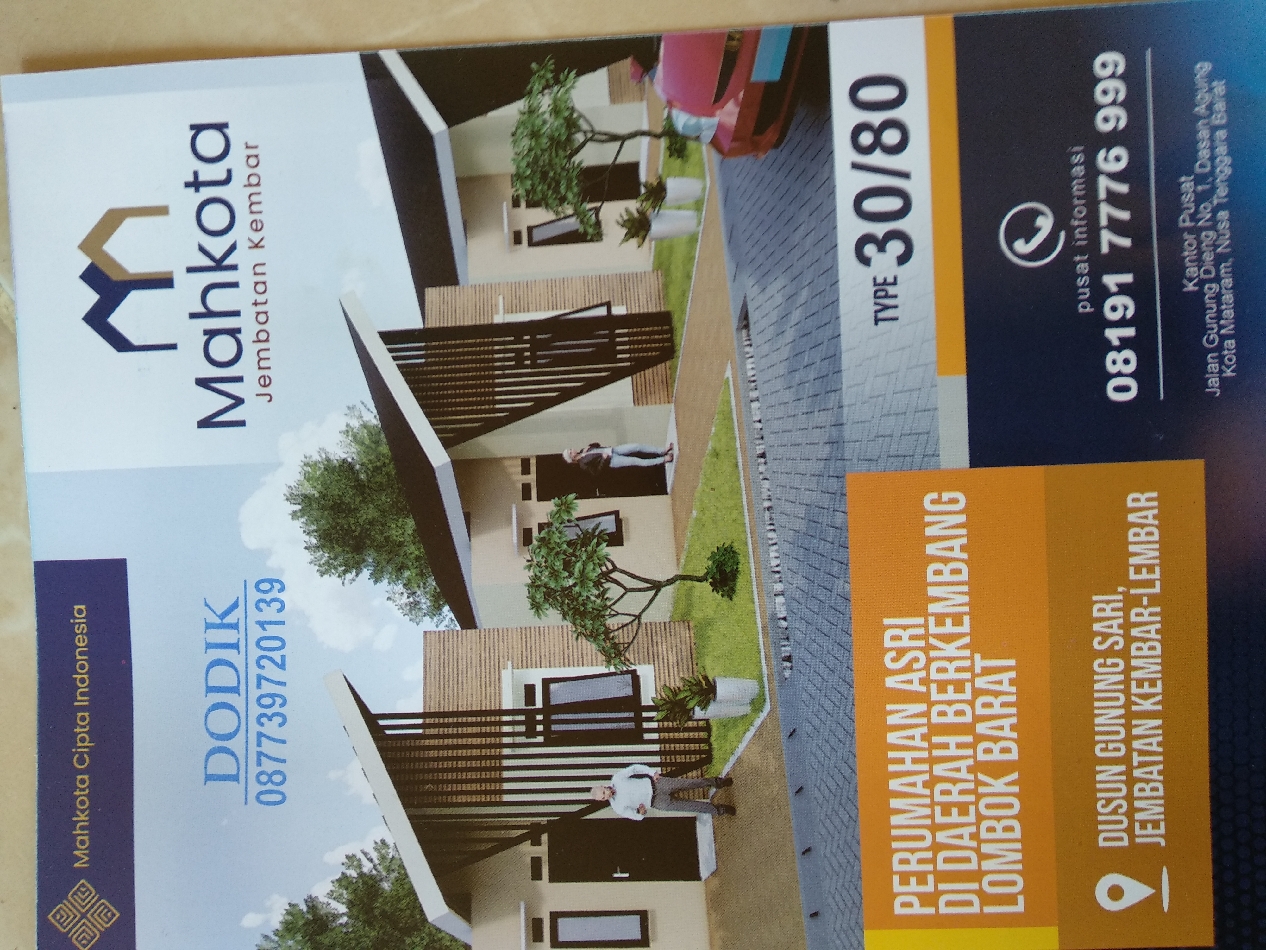 Mahkota Cipta Indonesia
Mahkota
Jembatan Kembar
DODIK
087739720139
TYPE 30/80
PERUMAHAN ASRI
DI DAERAH BERKEMBANG
LOMBOK BARAT
DUSUN GUNUNG SARI,
JEMBATAN KEMBAR-LEMBAR
pusat informasi
08191 7776 999
Kantor Pusat
Jalan Gunung Dieng No. 1, Dasan Agung
Kota Mataram, Nusa Tenggara Barat